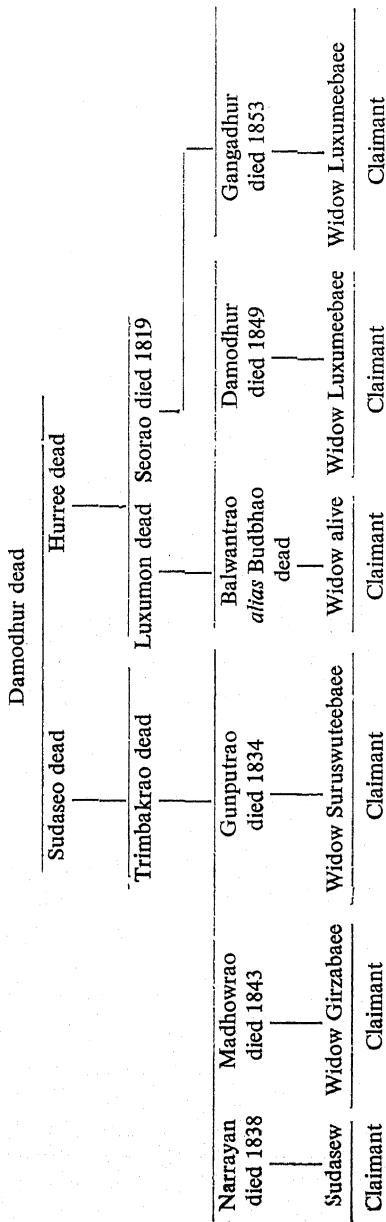 Damodhur dead
Sudaseo dead
Hurree dead
Trimbakrao dead
Luxumon dead
Seorao died 1819
Narrayan
died 1838
Madhowrao
died 1843
Gunputrao
died 1834
Balwantrao
alias Budbhao
dead
Damodhur
died 1849
Gangadhur
died 1853
Sudasew
Widow Girzabaee
Widow Suruswuteebaee
Widow alive
Widow Luxumeebaee
Widow Luxumeebaee
Claimant
Claimant
Claimant
Claimant
Claimant
Claimant